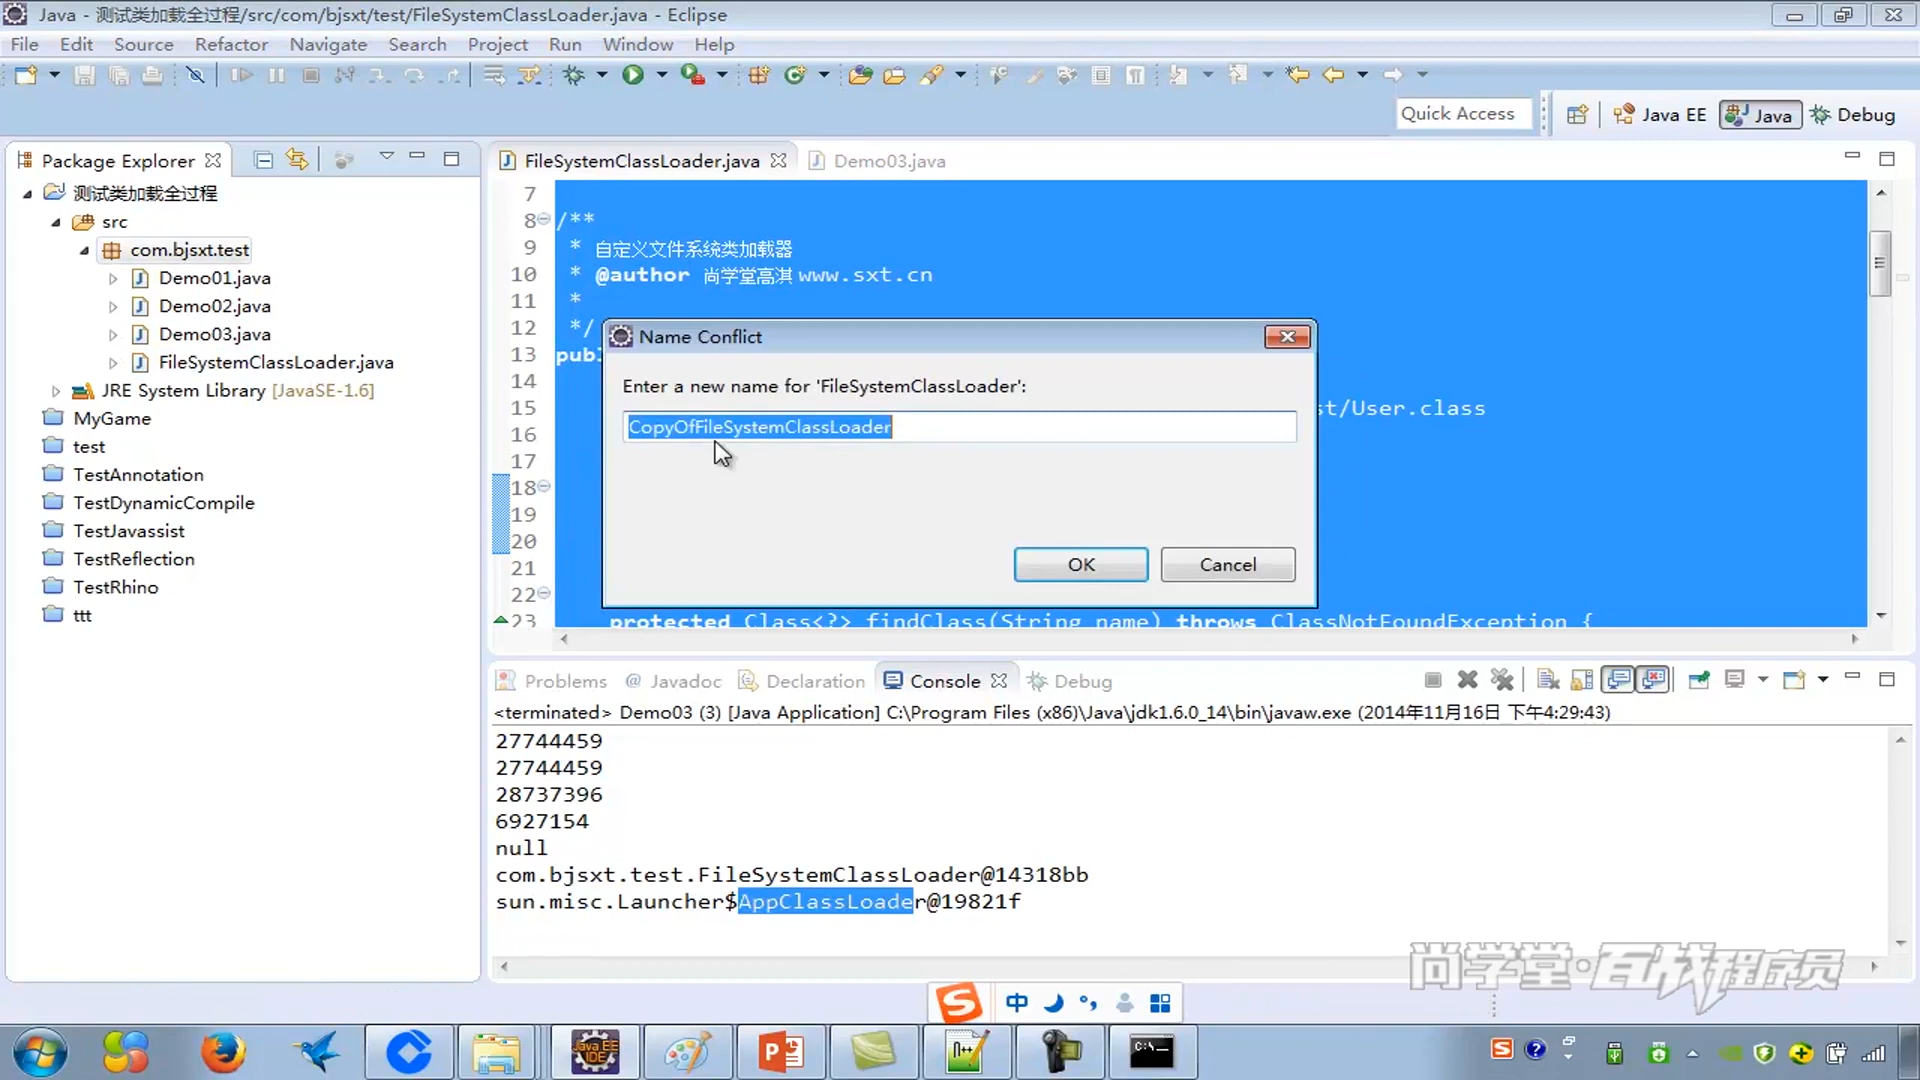 Java - 测试类加载全过程/src/com/bjsxt/test/FileSystemClassLoader.java - Eclipse
File Edit Source Refactor Navigate Search Project Run Window Help
Quick Access Java EE Java Debug
Package Explorer
测试类加载全过程
src
com.bjsxt.test
Demo01.java
Demo02.java
Demo03.java
FileSystemClassLoader.java
JRE System Library [JavaSE-1.6]
MyGame
test
TestAnnotation
TestDynamicCompile
TestJavassist
TestReflection
TestRhino
ttt
FileSystemClassLoader.java Demo03.java
7
8 /**
9 * 自定义文件系统类加载器
10 * @author 尚学堂高淇 www.sxt.cn
11 *
12 */
13 publ
14
15 st/User.class
16
17
18
19
20
21
22
23 protected Class<?> findClass(String name) throws ClassNotFoundException {
Name Conflict
Enter a new name for 'FileSystemClassLoader':
CopyOfFileSystemClassLoader
OK Cancel
Problems @ Javadoc Declaration Console Debug
<terminated> Demo03 (3) [Java Application] C:\Program Files (x86)\Java\jdk1.6.0_14\bin\javaw.exe (2014年11月16日 下午4:29:43)
27744459
27744459
28737396
6927154
null
com.bjsxt.test.FileSystemClassLoader@14318bb
sun.misc.Launcher$AppClassLoader@19821f
尚学堂·百战程序员
中
Java EE
IDE